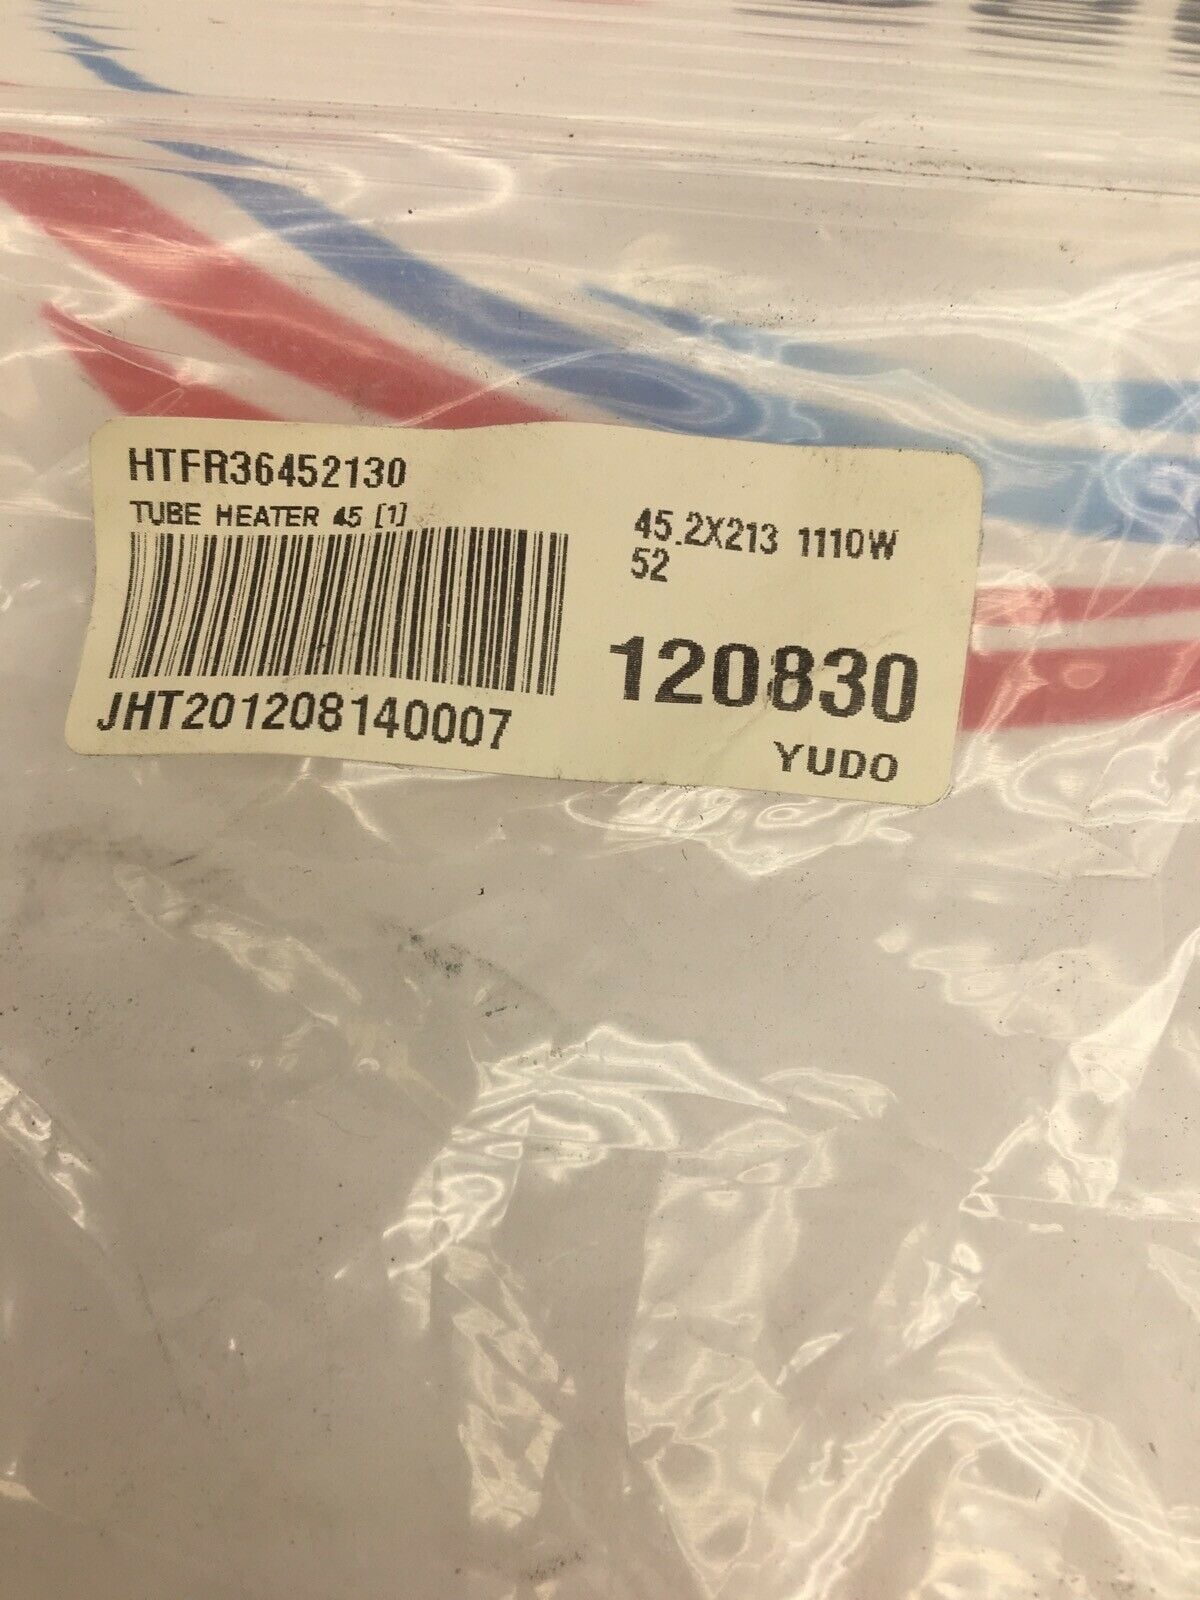 HTFR36452130
TUBE HEATER 45 [1]
45.2X213 1110W
52
120830
JHT201208140007
YUDO